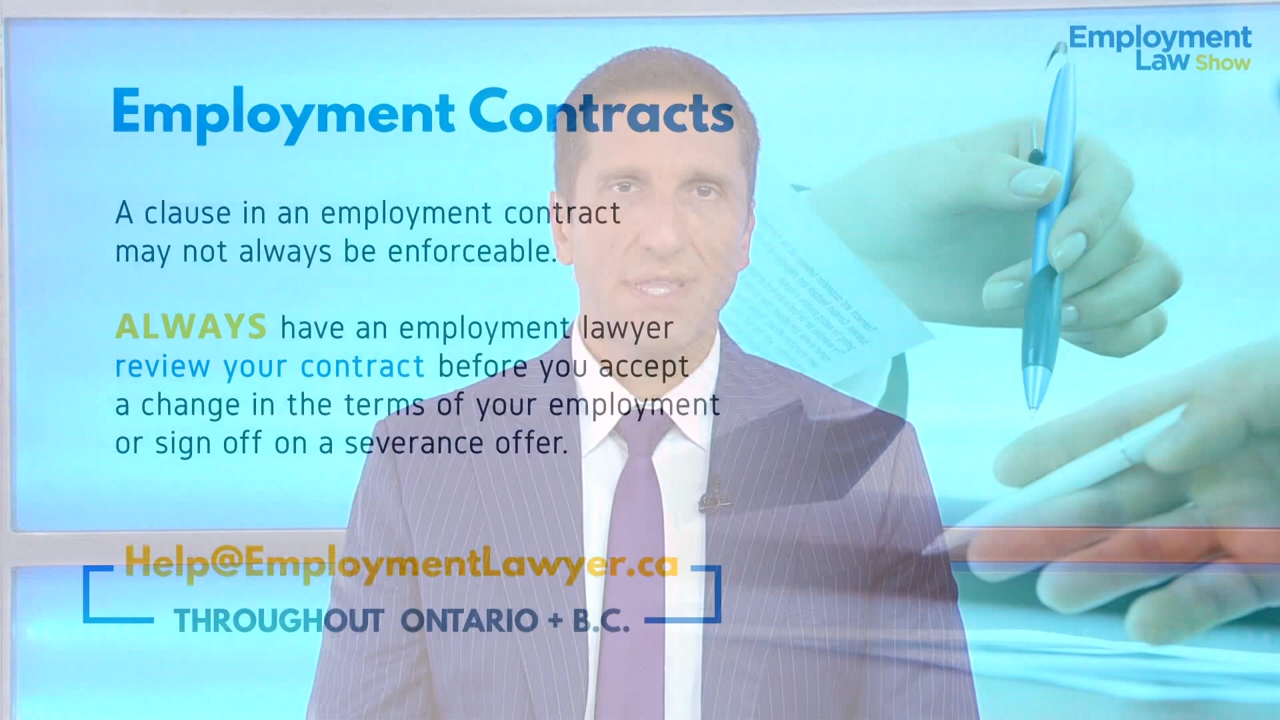 Employment
Law Show
Employment Contracts
A clause in an employment contract
may not always be enforceable.
ALWAYS have an employment lawyer
review your contract before you accept
a change in the terms of your employment
or sign off on a severance offer.
Help@EmploymentLawyer.ca
THROUGHOUT ONTARIO + B.C.